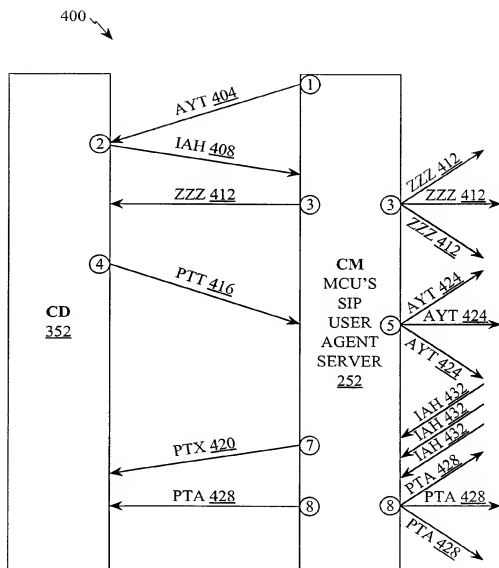 400
①
AYT 404
②
IAH 408
ZZZ 412
ZZZ 412
③
③
ZZZ 412
ZZZ 412
④
PTT 416
CD
352
CM
MCU'S
SIP
USER
AGENT
SERVER
252
AYT 424
⑤
AYT 424
AYT 424
IAH 432
IAH 432
IAH 432
⑦
PTX 420
PTA 428
PTA 428
⑧
⑧
PTA 428
PTA 428